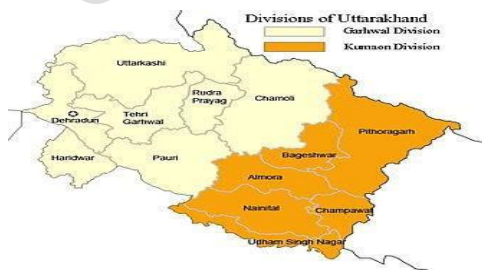 Divisions of Uttarakhand
Garhwal Division
Kumaon Division
Uttarkashi
Rudra
Prayag
Chamoli
Dehradun
Tehri
Garhwal
Pithoragarh
Haridwar
Pauri
Bageshwar
Almora
Nainital
Champawat
Udham Singh Nagar